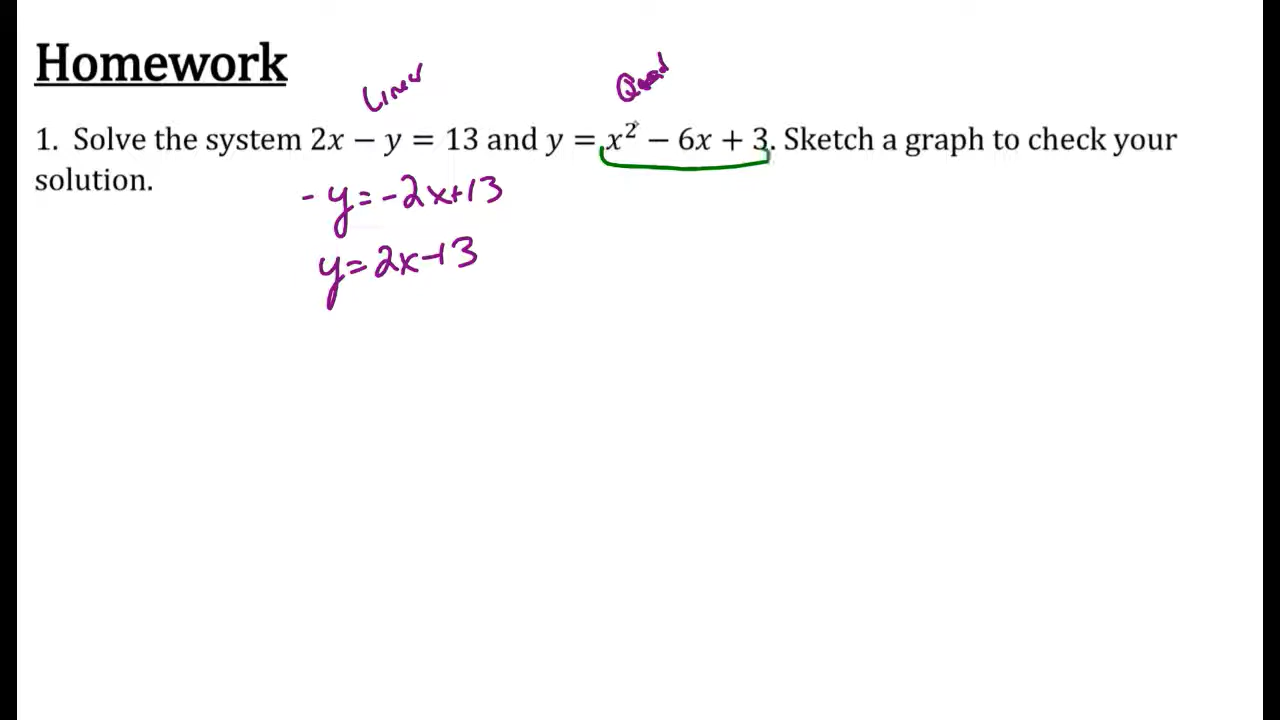 Homework
Linear
Quad
1. Solve the system 2x − y = 13 and y = x² − 6x + 3. Sketch a graph to check your
solution.
-y=-2x+13
y=2x-13